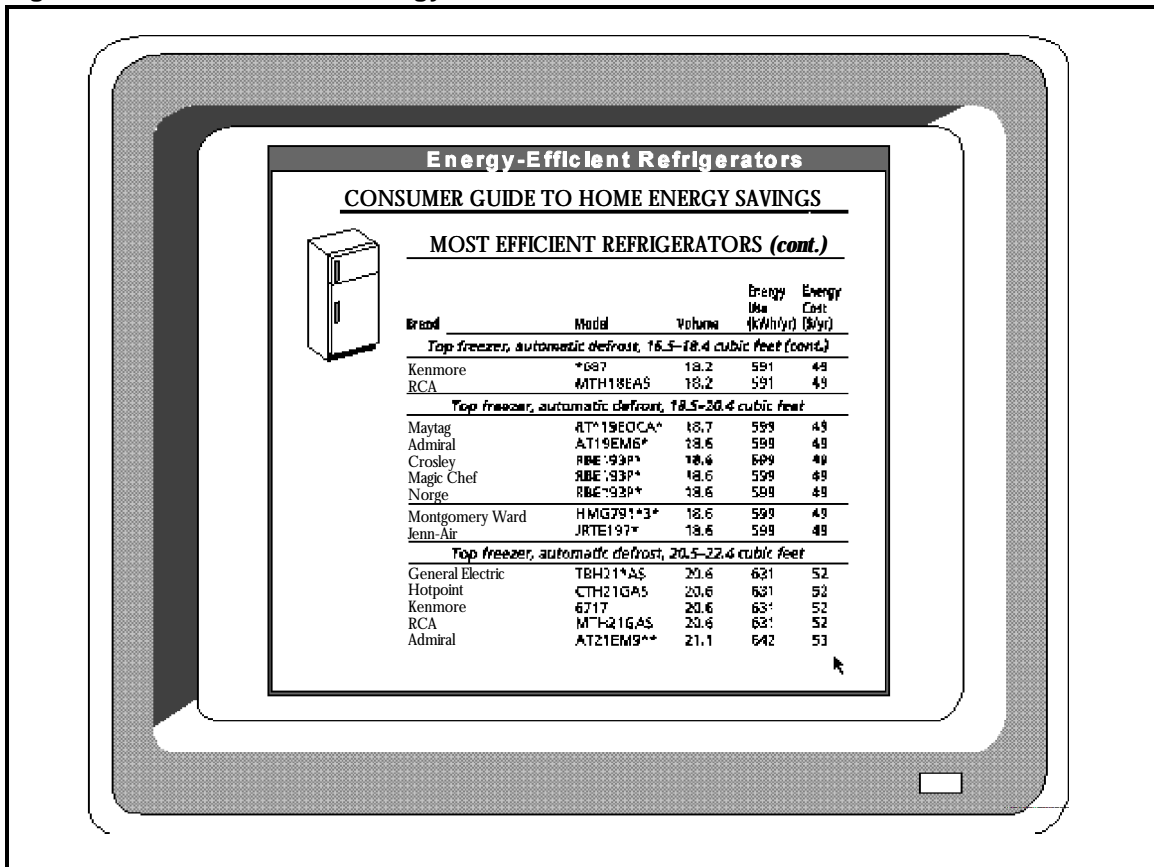 Energy-Efficient Refrigerators
CONSUMER GUIDE TO HOME ENERGY SAVINGS
MOST EFFICIENT REFRIGERATORS (cont.)
Energy Energy
Use Cost
Brand Model Volume (kWh/yr) ($/yr)
Top freezer, automatic defrost, 16.5–18.4 cubic feet (cont.)
Kenmore *687 18.2 591 49
RCA MTH18EAS 18.2 591 49
Top freezer, automatic defrost, 18.5–20.4 cubic feet
Maytag 18.7 599 49
Admiral AT19EM6* 18.6 599 49
Crosley 18.6 599 49
Magic Chef 18.6 599 49
Norge 18.6 599 49
Montgomery Ward HMG791*3* 18.6 599 49
Jenn-Air JRTE197* 18.6 599 49
Top freezer, automatic defrost, 20.5–22.4 cubic feet
General Electric TBH21*AS 20.6 631 52
Hotpoint CTH21GAS 20.6 631 52
Kenmore 6717 20.6 631 52
RCA MTH21GAS 20.6 631 52
Admiral AT21EM9** 21.1 642 53